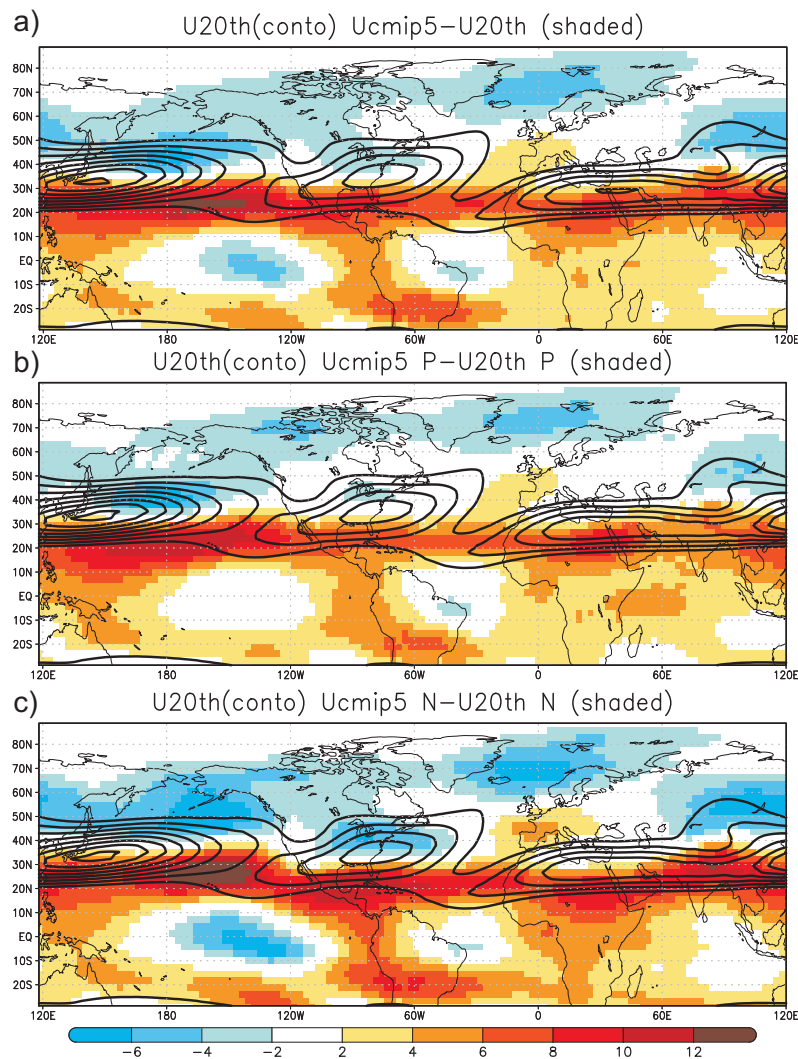 a)
U20th(conto) Ucmip5-U20th (shaded)
80N
70N
60N
50N
40N
30N
20N
10N
EQ
10S
20S
120E 180 120W 60W 0 60E 120E
b)
U20th(conto) Ucmip5 P-U20th P (shaded)
80N
70N
60N
50N
40N
30N
20N
10N
EQ
10S
20S
120E 180 120W 60W 0 60E 120E
c)
U20th(conto) Ucmip5 N-U20th N (shaded)
80N
70N
60N
50N
40N
30N
20N
10N
EQ
10S
20S
120E 180 120W 60W 0 60E 120E
-6 -4 -2 2 4 6 8 10 12